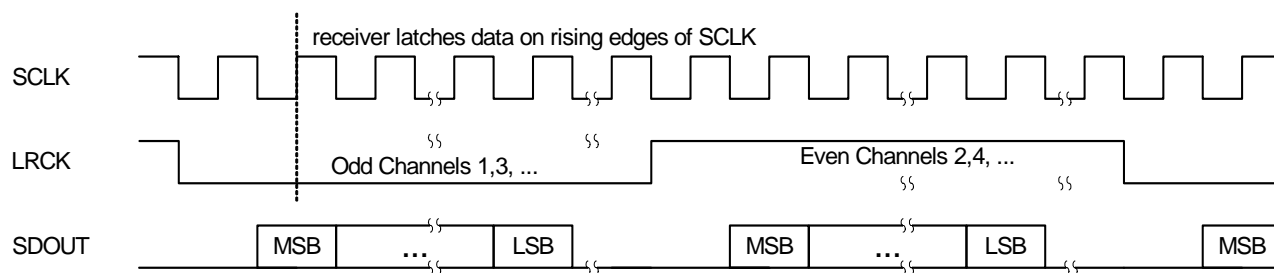 receiver latches data on rising edges of SCLK
SCLK
LRCK
Odd Channels 1,3, ...
Even Channels 2,4, ...
SDOUT
MSB
...
LSB
MSB
...
LSB
MSB